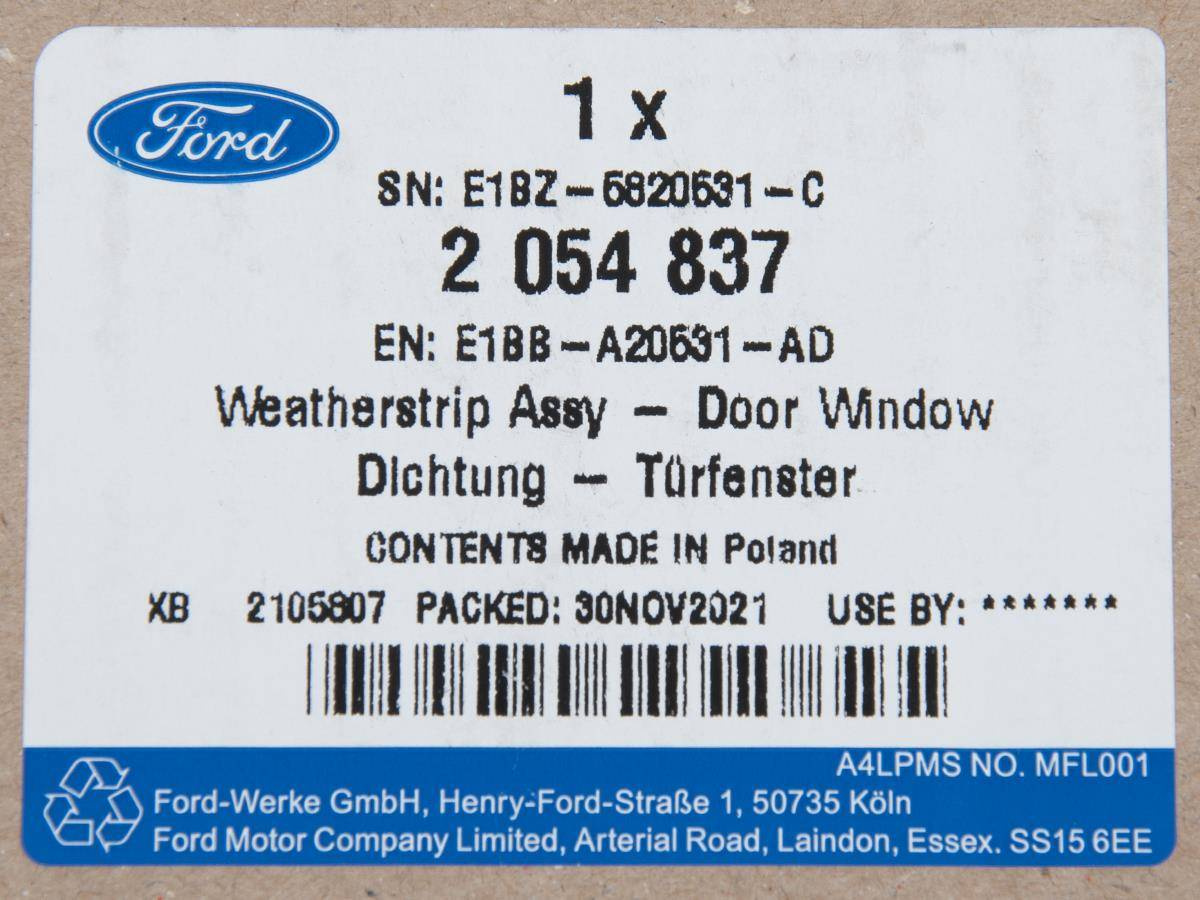 Ford
1 x
SN: E1BZ-5820531-C
2 054 837
EN: E1BB-A20531-AD
Weatherstrip Assy - Door Window
Dichtung - Türfenster
CONTENTS MADE IN Poland
XB 2105807 PACKED: 30NOV2021 USE BY: *******
A4LPMS NO. MFL001
Ford-Werke GmbH, Henry-Ford-Straße 1, 50735 Köln
Ford Motor Company Limited, Arterial Road, Laindon, Essex. SS15 6EE